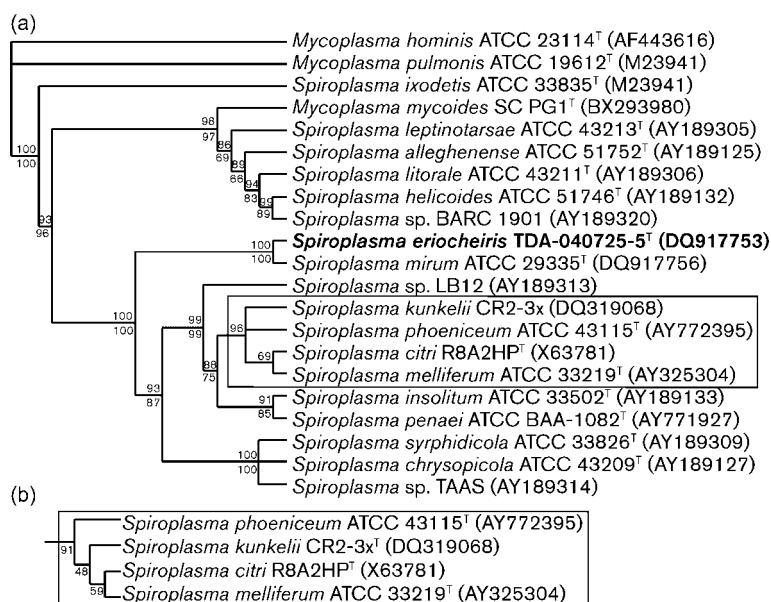 (a)
Mycoplasma hominis ATCC 23114ᵀ (AF443616)
Mycoplasma pulmonis ATCC 19612ᵀ (M23941)
Spiroplasma ixodetis ATCC 33835ᵀ (M23941)
Mycoplasma mycoides SC PG1ᵀ (BX293980)
98
97
Spiroplasma leptinotarsae ATCC 43213ᵀ (AY189305)
86
69
100
100
Spiroplasma alleghenense ATCC 51752ᵀ (AY189125)
89
66
Spiroplasma litorale ATCC 43211ᵀ (AY189306)
94
83
Spiroplasma helicoides ATCC 51746ᵀ (AY189132)
99
89
Spiroplasma sp. BARC 1901 (AY189320)
93
96
Spiroplasma eriocheiris TDA-040725-5ᵀ (DQ917753)
100
100
Spiroplasma mirum ATCC 29335ᵀ (DQ917756)
Spiroplasma sp. LB12 (AY189313)
Spiroplasma kunkelii CR2-3x (DQ319068)
100
100
99
99
96
Spiroplasma phoeniceum ATCC 43115ᵀ (AY772395)
Spiroplasma citri R8A2HPᵀ (X63781)
69
88
75
Spiroplasma melliferum ATCC 33219ᵀ (AY325304)
93
87
Spiroplasma insolitum ATCC 33502ᵀ (AY189133)
91
85
Spiroplasma penaei ATCC BAA-1082ᵀ (AY771927)
Spiroplasma syrphidicola ATCC 33826ᵀ (AY189309)
100
100
Spiroplasma chrysopicola ATCC 43209ᵀ (AY189127)
Spiroplasma sp. TAAS (AY189314)
(b)
Spiroplasma phoeniceum ATCC 43115ᵀ (AY772395)
91
Spiroplasma kunkelii CR2-3xᵀ (DQ319068)
48
Spiroplasma citri R8A2HPᵀ (X63781)
59
Spiroplasma melliferum ATCC 33219ᵀ (AY325304)